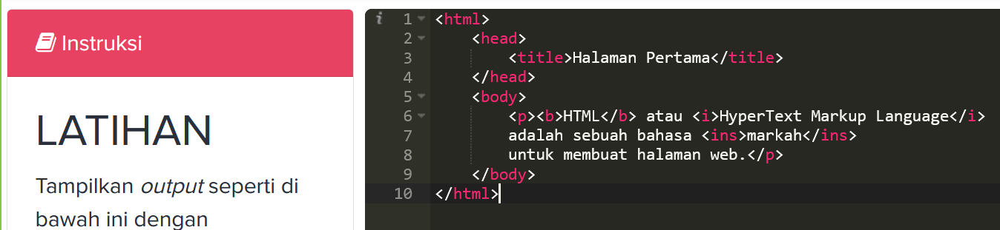 Instruksi
LATIHAN
Tampilkan output seperti di
bawah ini dengan
i 1 <html>
2 <head>
3 <title>Halaman Pertama</title>
4 </head>
5 <body>
6 <p><b>HTML</b> atau <i>HyperText Markup Language</i>
7 adalah sebuah bahasa <ins>markah</ins>
8 untuk membuat halaman web.</p>
9 </body>
10 </html>